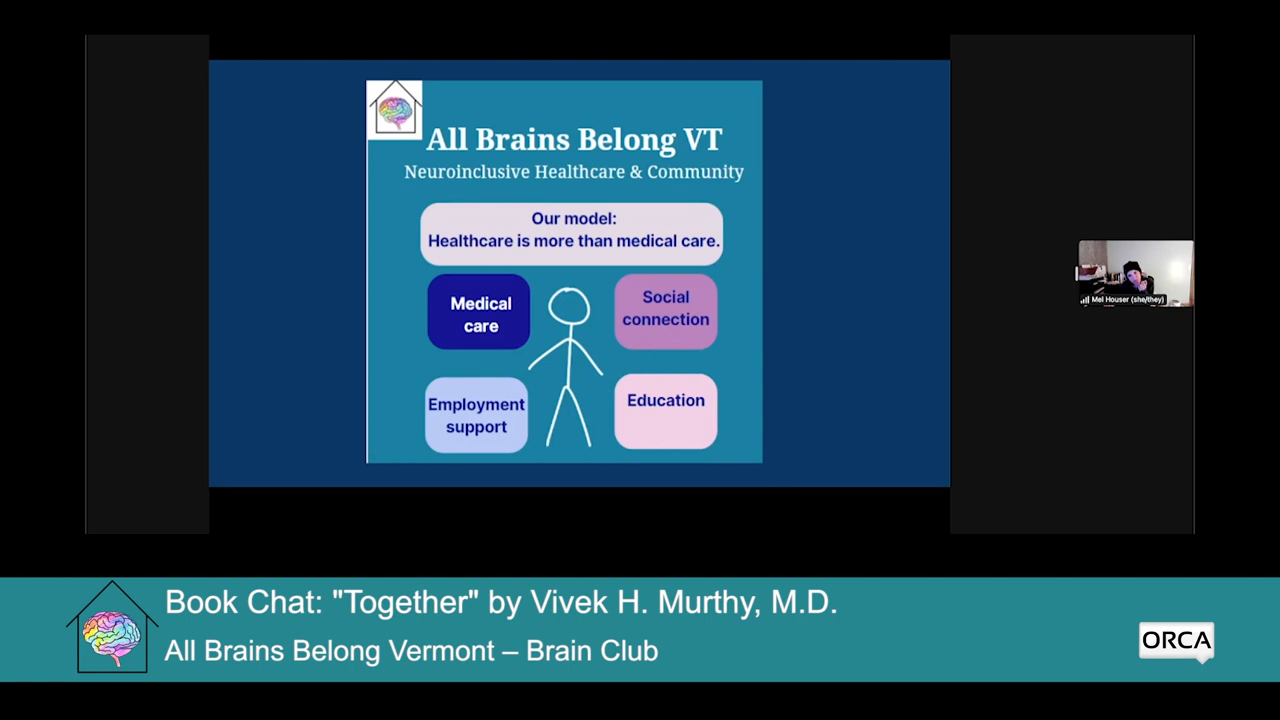 All Brains Belong VT
Neuroinclusive Healthcare & Community
Our model:
Healthcare is more than medical care.
Medical
care
Social
connection
Employment
support
Education
Mel Houser (she/they)
Book Chat: "Together" by Vivek H. Murthy, M.D.
All Brains Belong Vermont – Brain Club
ORCA